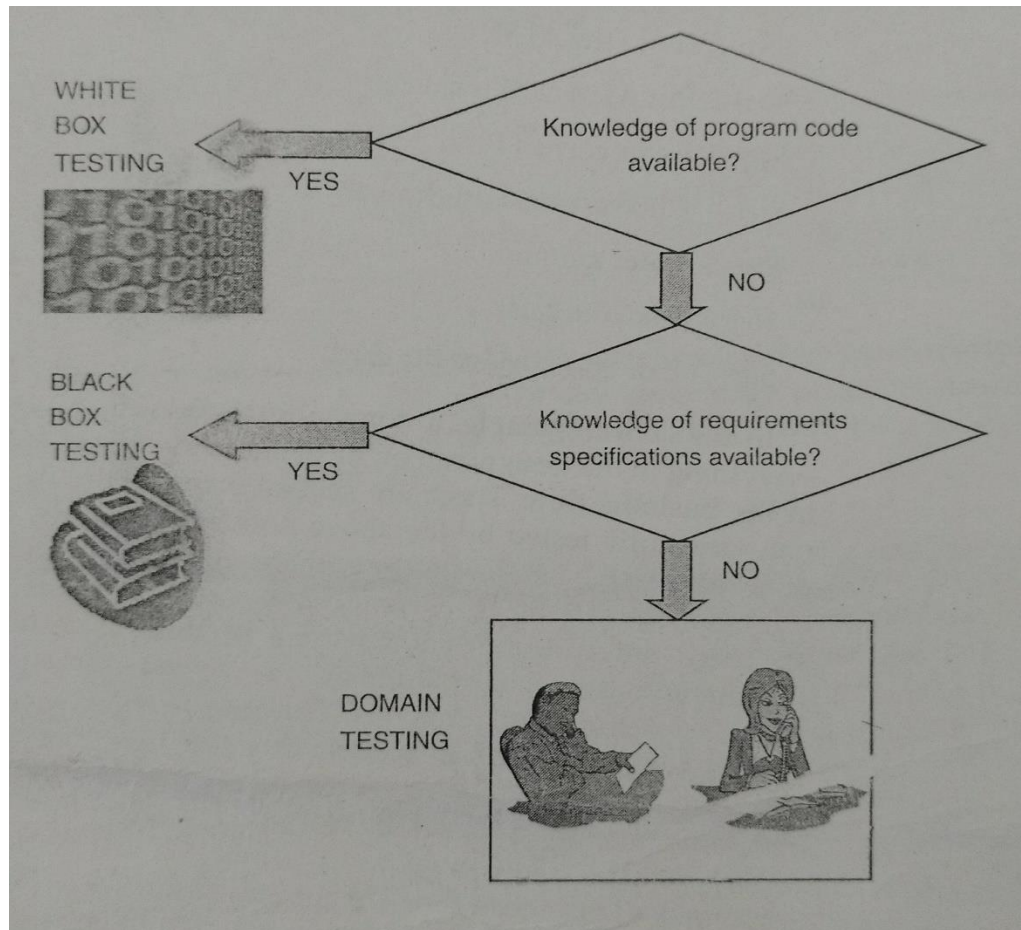 WHITE
BOX
TESTING
YES
Knowledge of program code
available?
NO
BLACK
BOX
TESTING
YES
Knowledge of requirements
specifications available?
NO
DOMAIN
TESTING